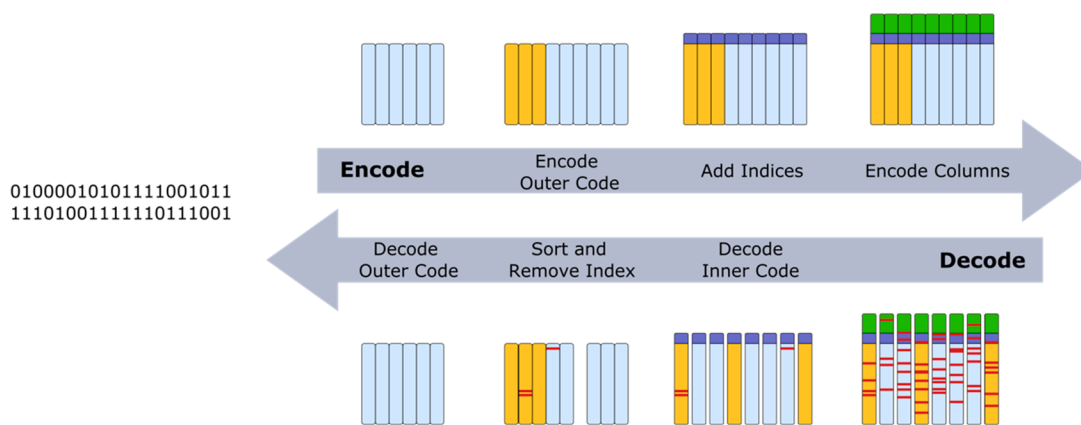 01000010101111001011
11101001111110111001
Encode
Encode
Outer Code
Add Indices
Encode Columns
Decode
Outer Code
Sort and
Remove Index
Decode
Inner Code
Decode